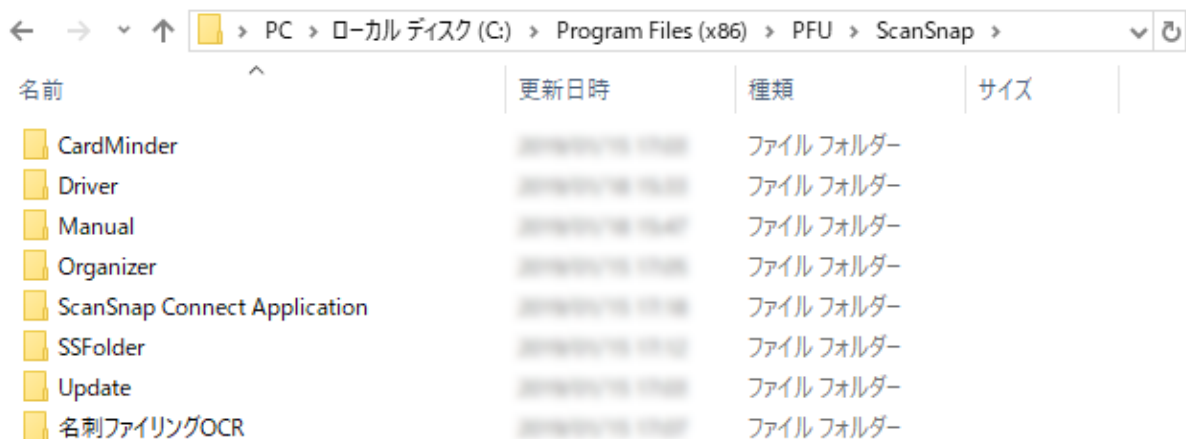 PC > ローカル ディスク (C:) > Program Files (x86) > PFU > ScanSnap >
名前 更新日時 種類 サイズ
CardMinder ファイル フォルダー
Driver ファイル フォルダー
Manual ファイル フォルダー
Organizer ファイル フォルダー
ScanSnap Connect Application ファイル フォルダー
SSFolder ファイル フォルダー
Update ファイル フォルダー
名刺ファイリングOCR ファイル フォルダー